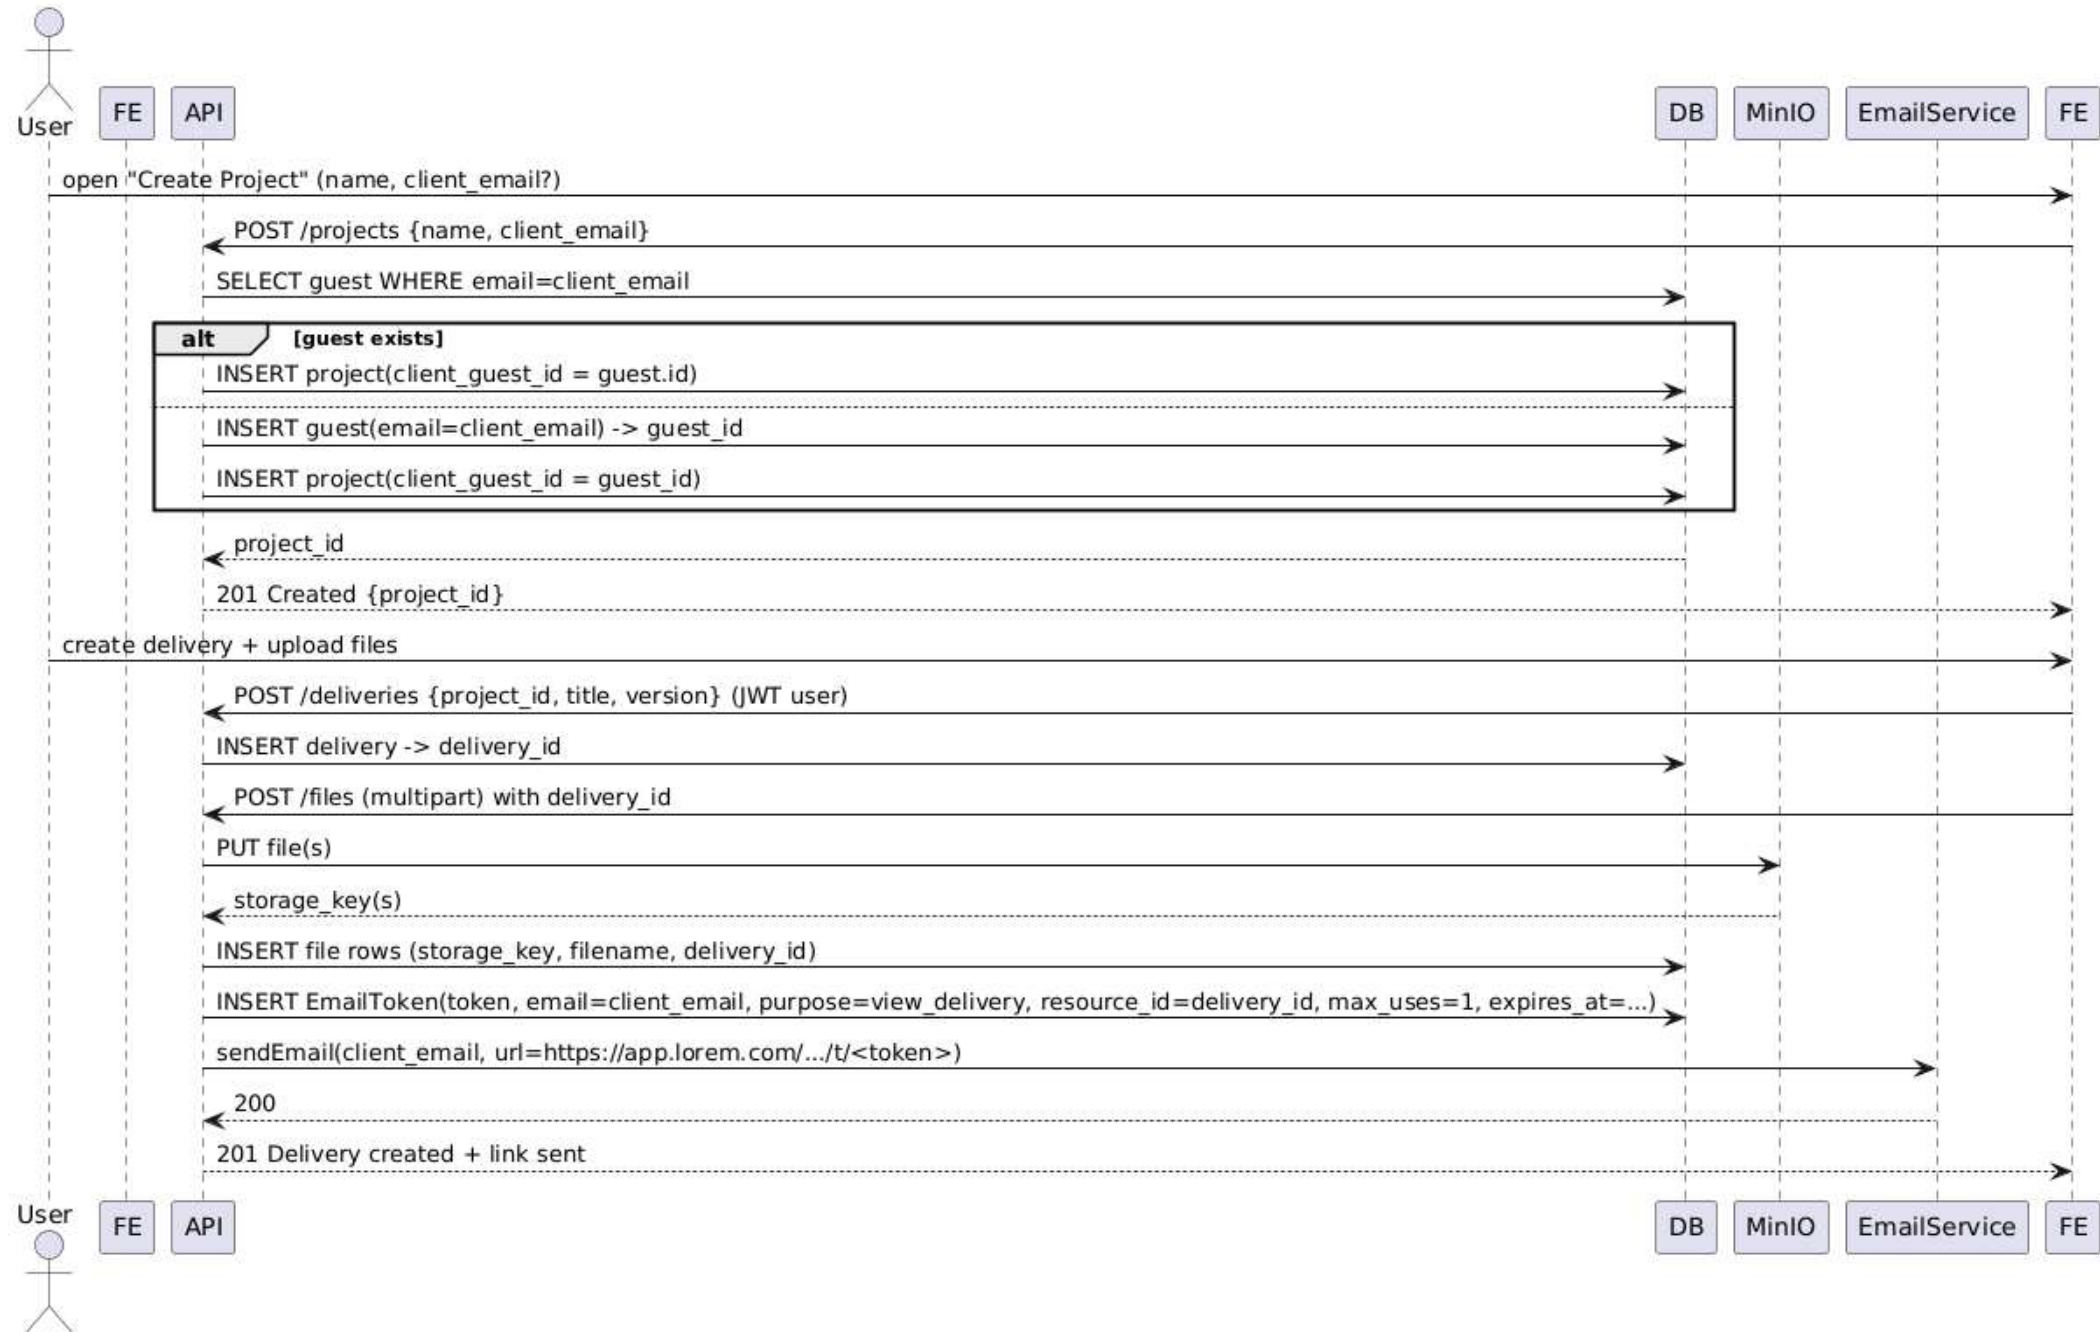 User
FE
API
DB
MinIO
EmailService
FE
open "Create Project" (name, client_email?)
POST /projects {name, client_email}
SELECT guest WHERE email=client_email
alt
[guest exists]
INSERT project(client_guest_id = guest.id)
INSERT guest(email=client_email) -> guest_id
INSERT project(client_guest_id = guest_id)
project_id
201 Created {project_id}
create delivery + upload files
POST /deliveries {project_id, title, version} (JWT user)
INSERT delivery -> delivery_id
POST /files (multipart) with delivery_id
PUT file(s)
storage_key(s)
INSERT file rows (storage_key, filename, delivery_id)
INSERT EmailToken(token, email=client_email, purpose=view_delivery, resource_id=delivery_id, max_uses=1, expires_at=...)
sendEmail(client_email, url=https://app.lorem.com/.../t/<token>)
200
201 Delivery created + link sent
User
FE
API
DB
MinIO
EmailService
FE